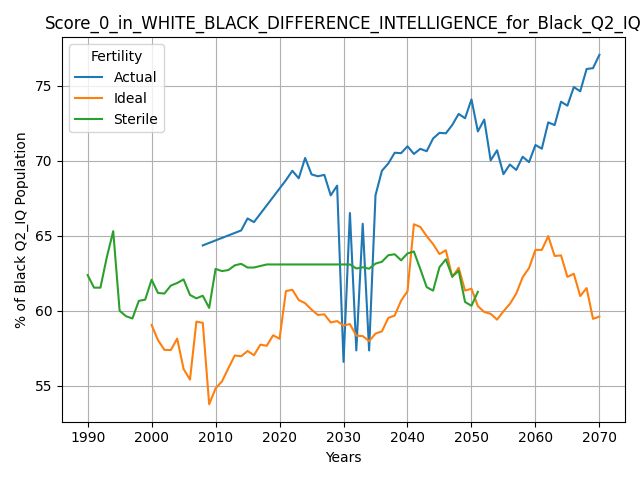 Score_0_in_WHITE_BLACK_DIFFERENCE_INTELLIGENCE_for_Black_Q2_IQ
Fertility
Actual
Ideal
Sterile
% of Black Q2_IQ Population
75
70
65
60
55
1990 2000 2010 2020 2030 2040 2050 2060 2070
Years